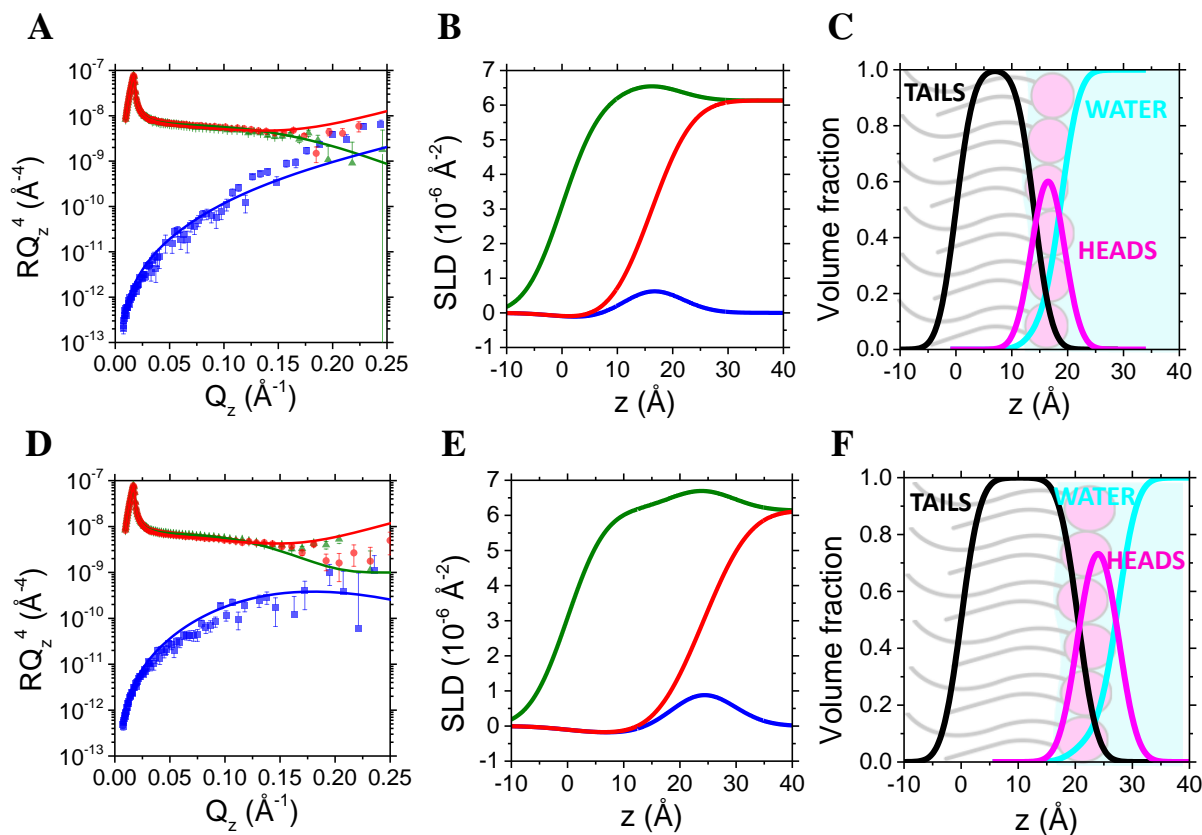 A
B
C
10⁻⁷
10⁻⁸
10⁻⁹
10⁻¹⁰
10⁻¹¹
10⁻¹²
10⁻¹³
RQz⁴ (Å⁻⁴)
0.00 0.05 0.10 0.15 0.20 0.25
Qz (Å⁻¹)
7
6
5
4
3
2
1
0
-1
SLD (10⁻⁶ Å⁻²)
-10 0 10 20 30 40
z (Å)
1.0
0.8
0.6
0.4
0.2
0.0
Volume fraction
TAILS
WATER
HEADS
-10 0 10 20 30 40
z (Å)
D
E
F
10⁻⁷
10⁻⁸
10⁻⁹
10⁻¹⁰
10⁻¹¹
10⁻¹²
10⁻¹³
RQz⁴ (Å⁻⁴)
0.00 0.05 0.10 0.15 0.20 0.25
Qz (Å⁻¹)
7
6
5
4
3
2
1
0
-1
SLD (10⁻⁶ Å⁻²)
-10 0 10 20 30 40
z (Å)
1.0
0.8
0.6
0.4
0.2
0.0
Volume fraction
TAILS
WATER
HEADS
-10 0 10 20 30 40
z (Å)